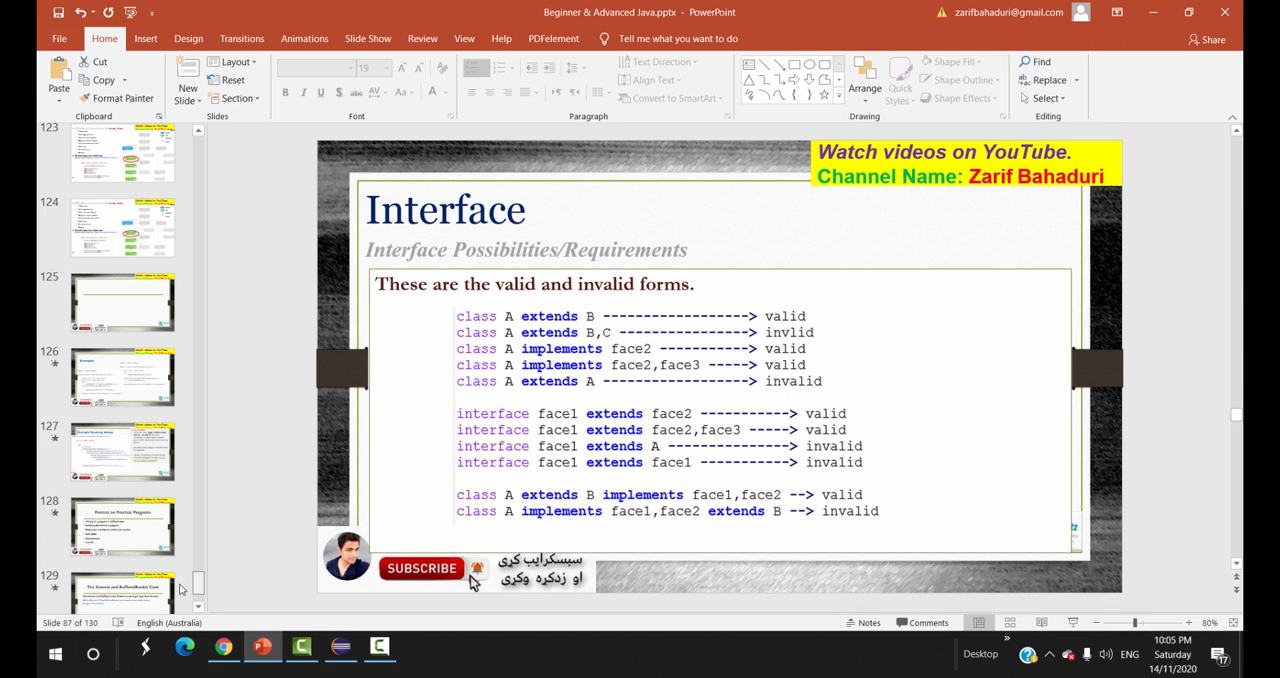 Beginner & Advanced Java.pptx - PowerPoint
zarifbahaduri@gmail.com
File Home Insert Design Transitions Animations Slide Show Review View Help PDFelement Tell me what you want to do Share
Paste
Cut
Copy
Format Painter
Clipboard
New Slide
Layout
Reset
Section
Slides
19
Font
Text Direction
Align Text
Convert to SmartArt
Paragraph
Arrange
Quick Styles
Shape Fill
Shape Outline
Shape Effects
Drawing
Find
Replace
Select
Editing
123
124
125
126
127
128
129
Watch videos on YouTube.
Channel Name: Zarif Bahaduri
Interface
Interface Possibilities/Requirements
These are the valid and invalid forms.
class A extends B ------------------> valid
class A extends B,C ----------------> invlid
class A implements face2 -----------> valid
class A implements face2,face3 -----> valid
class A extends A ------------------> invalid
interface face1 extends face2 -----------> valid
interface face1 extends face2,face3 -----> valid
interface face1 extends A ---------------> invalid
interface face1 extends face1 -----------> invalid
class A extends B implements face1,face2 --> valid
class A implements face1,face2 extends B --> invalid
SUBSCRIBE
سبسکرایب کړی
او زنګ‌ره وکړی
Slide 87 of 130 English (Australia) Notes Comments 80%
Desktop ENG
10:05 PM
Saturday
14/11/2020
17